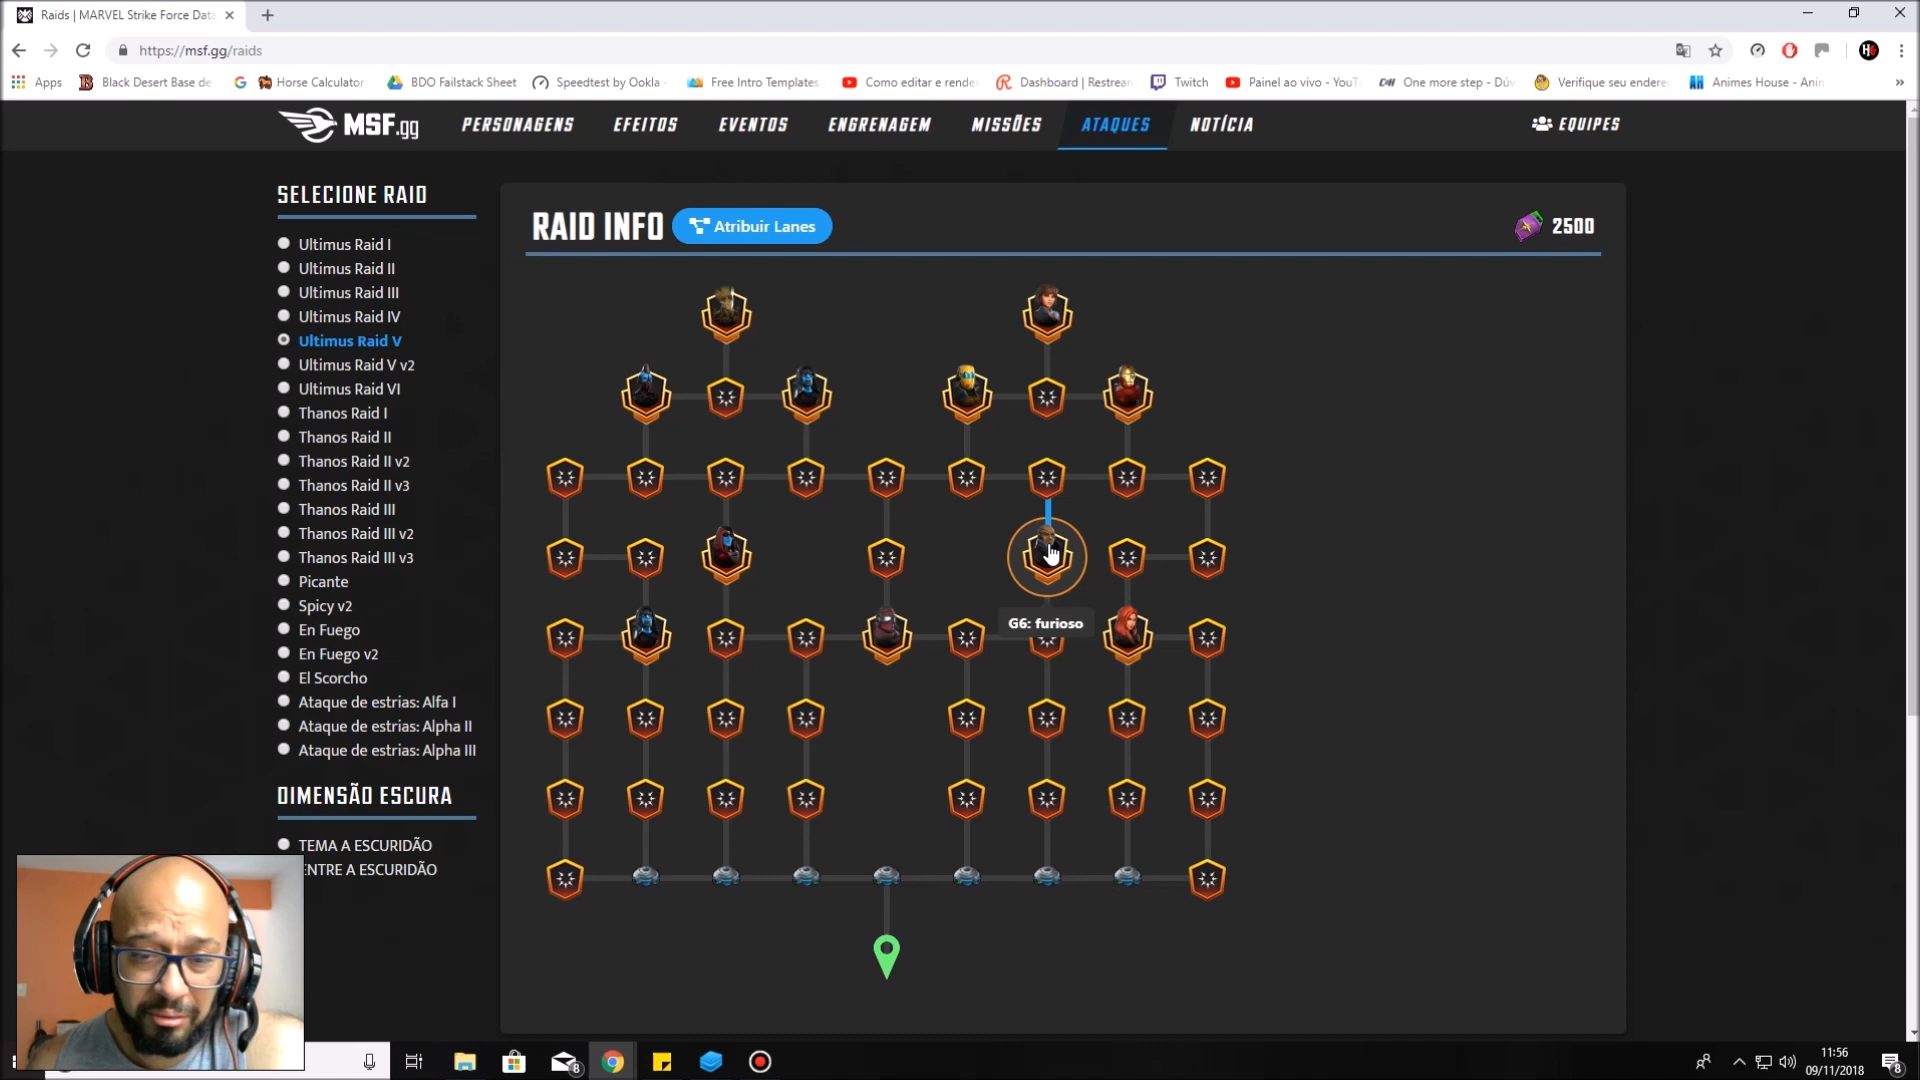 Raids | MARVEL Strike Force Data
https://msf.gg/raids
Apps Black Desert Base de Horse Calculator BDO Failstack Sheet Speedtest by Ookla - Free Intro Templates Como editar e rende Dashboard | Restrean Twitch Painel ao vivo - YouT One more step - Dúv Verifique seu endere Animes House - Anin »
MSF.gg PERSONAGENS EFEITOS EVENTOS ENGRENAGEM MISSÕES ATAQUES NOTÍCIA EQUIPES
SELECIONE RAID
Ultimus Raid I
Ultimus Raid II
Ultimus Raid III
Ultimus Raid IV
Ultimus Raid V
Ultimus Raid V v2
Ultimus Raid VI
Thanos Raid I
Thanos Raid II
Thanos Raid II v2
Thanos Raid II v3
Thanos Raid III
Thanos Raid III v2
Thanos Raid III v3
Picante
Spicy v2
En Fuego
En Fuego v2
El Scorcho
Ataque de estrias: Alfa I
Ataque de estrias: Alpha II
Ataque de estrias: Alpha III
DIMENSÃO ESCURA
TEMA A ESCURIDÃO
ENTRE A ESCURIDÃO
RAID INFO Atribuir Lanes 2500
G6: furioso
8
11:56
09/11/2018
8